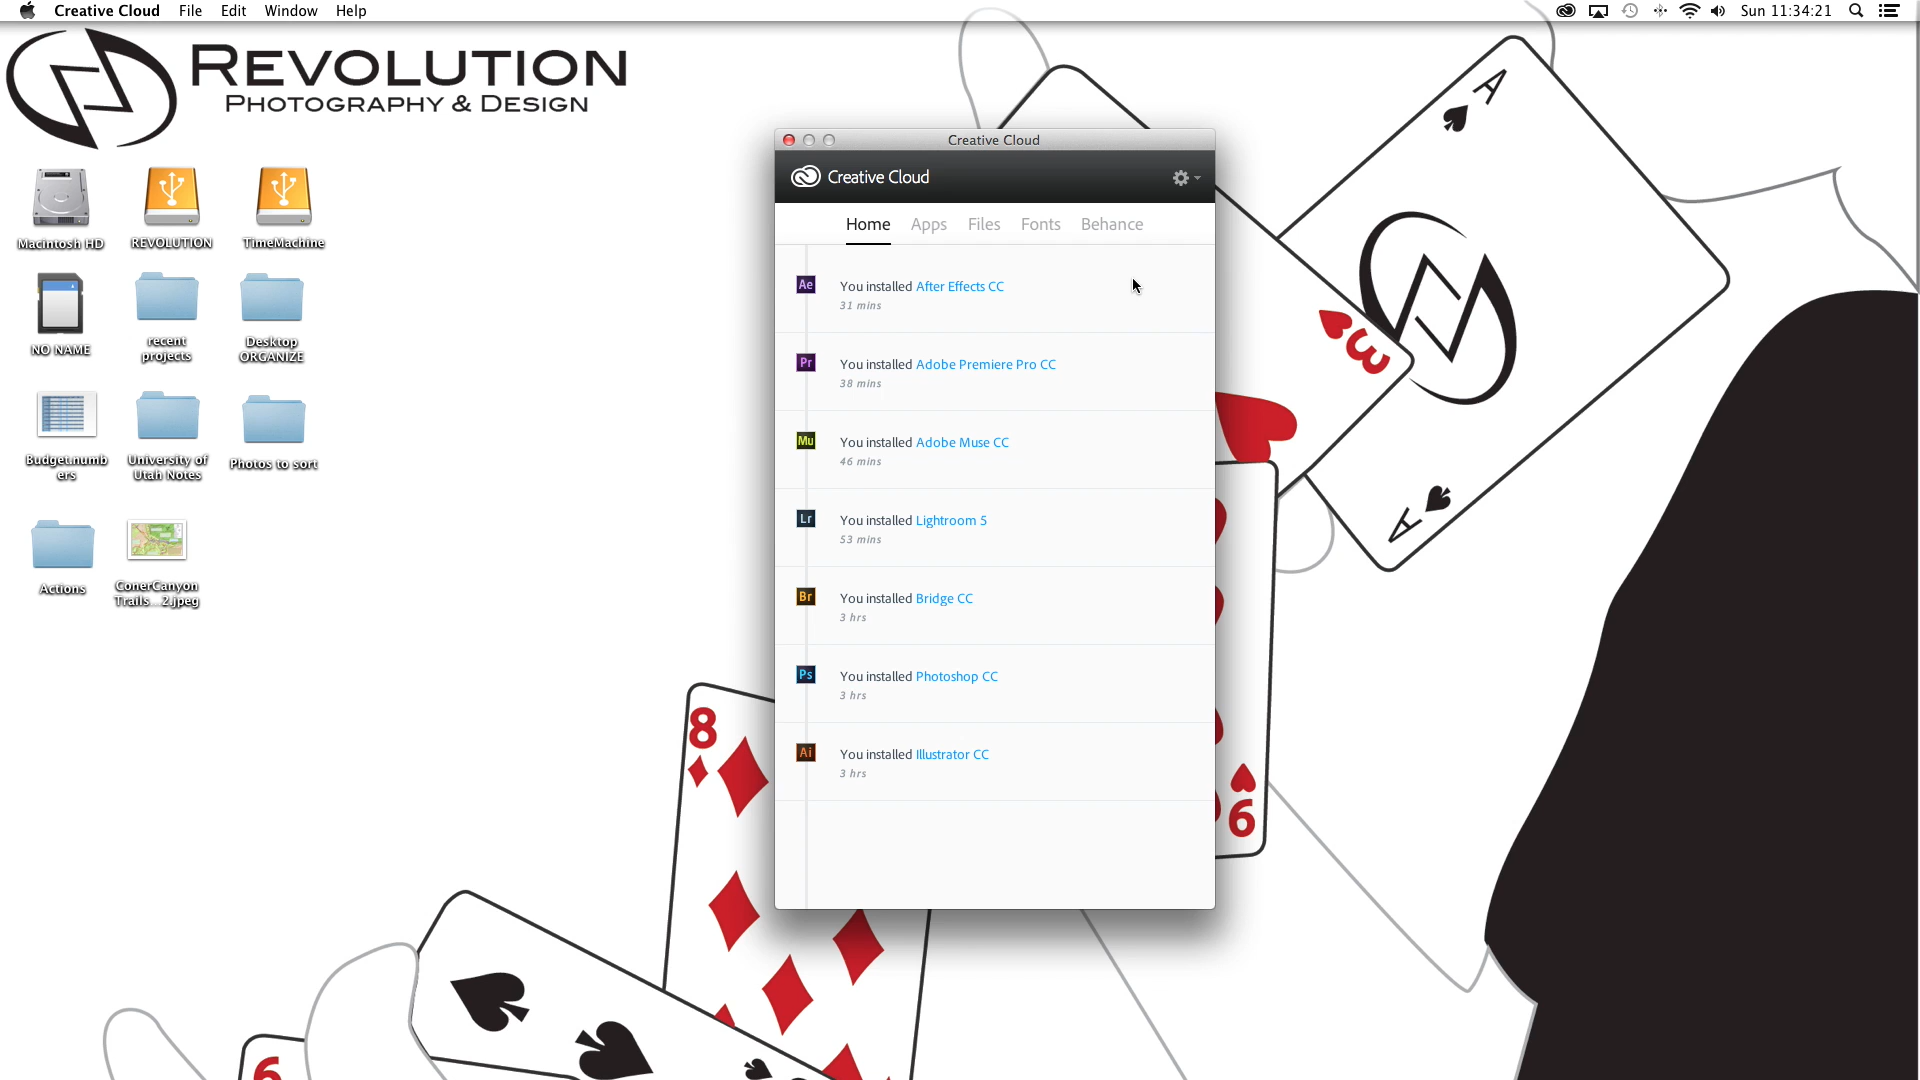 Creative Cloud File Edit Window Help
Sun 11:34:21
REVOLUTION
PHOTOGRAPHY & DESIGN
Macintosh HD
REVOLUTION
TimeMachine
NO NAME
recent
projects
Desktop
ORGANIZE
Budget.numb
ers
University of
Utah Notes
Photos to sort
Actions
ConerCanyon
Trails...2.jpeg
Creative Cloud
Creative Cloud
Home Apps Files Fonts Behance
Ae You installed After Effects CC
31 mins
Pr You installed Adobe Premiere Pro CC
38 mins
Mu You installed Adobe Muse CC
46 mins
Lr You installed Lightroom 5
53 mins
Br You installed Bridge CC
3 hrs
Ps You installed Photoshop CC
3 hrs
Ai You installed Illustrator CC
3 hrs
A
3
A
8
9
6